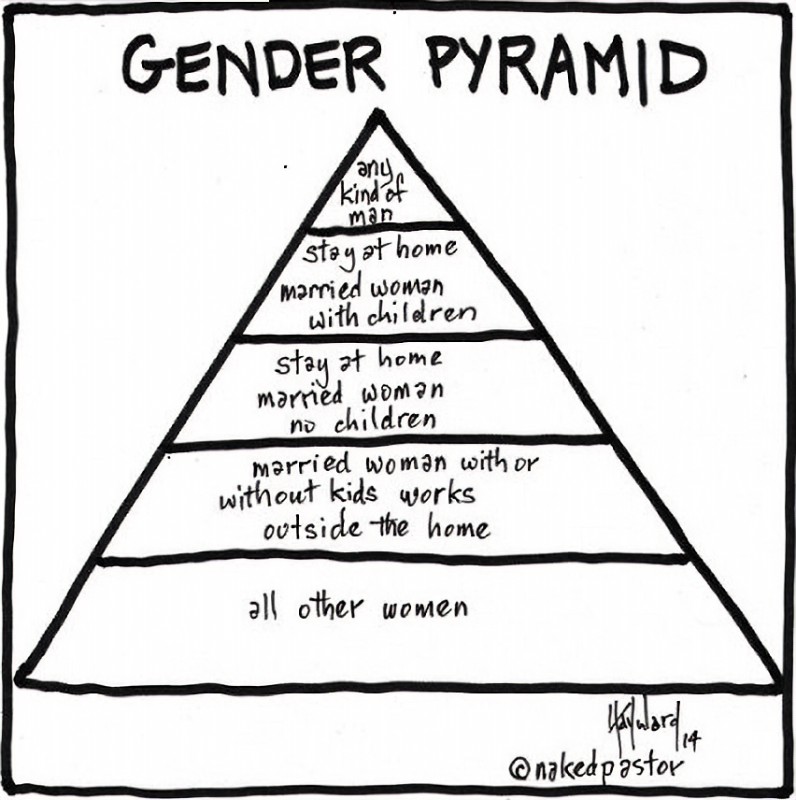 GENDER PYRAMID
any
kind of
man
stay at home
married woman
with children
stay at home
married woman
no children
married woman with or
without kids works
outside the home
all other women
Hayward 14
©nakedpastor